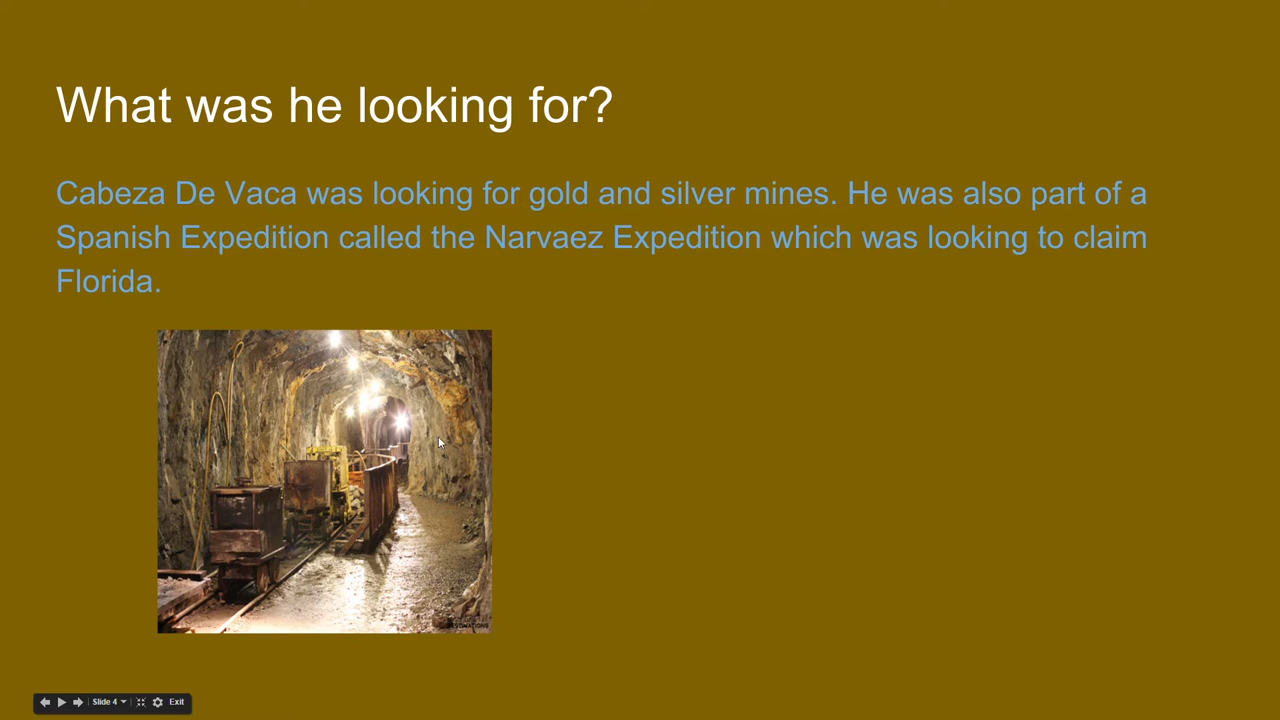 What was he looking for?
Cabeza De Vaca was looking for gold and silver mines. He was also part of a
Spanish Expedition called the Narvaez Expedition which was looking to claim
Florida.
Slide 4
Exit